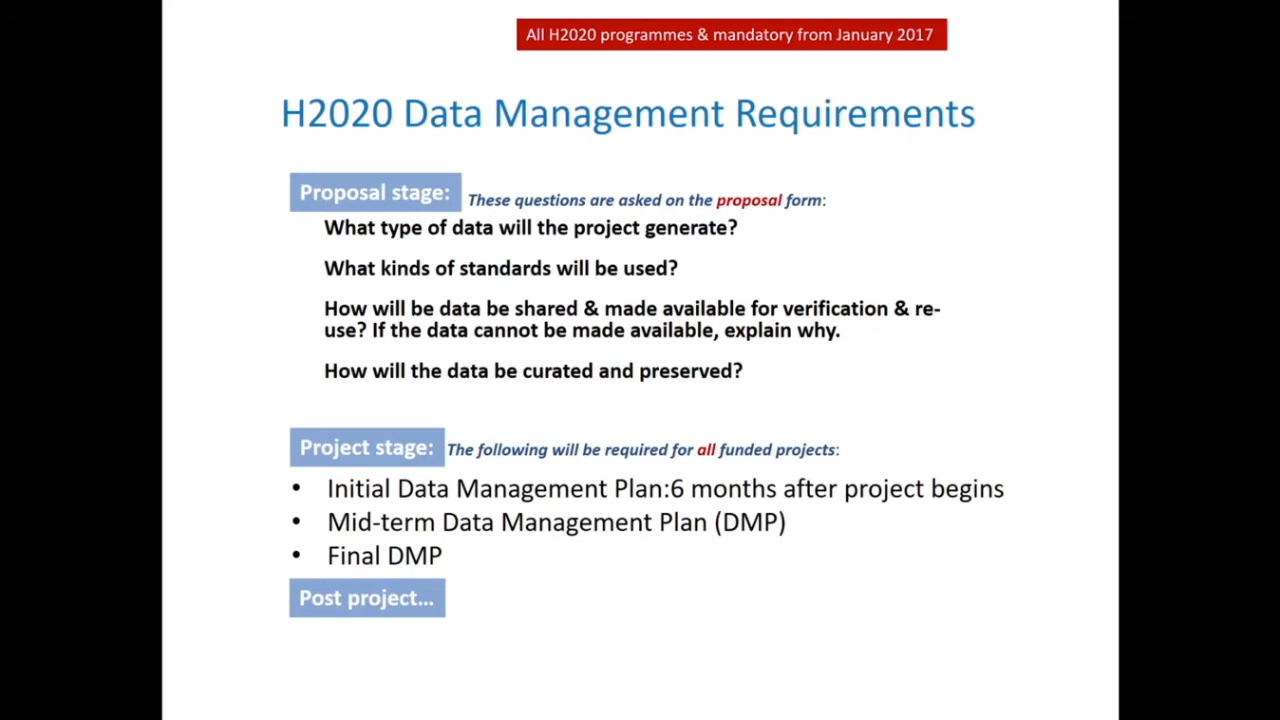 All H2020 programmes & mandatory from January 2017
H2020 Data Management Requirements
Proposal stage: These questions are asked on the proposal form:
What type of data will the project generate?
What kinds of standards will be used?
How will be data be shared & made available for verification & re-
use? If the data cannot be made available, explain why.
How will the data be curated and preserved?
Project stage: The following will be required for all funded projects:
• Initial Data Management Plan:6 months after project begins
• Mid-term Data Management Plan (DMP)
• Final DMP
Post project...